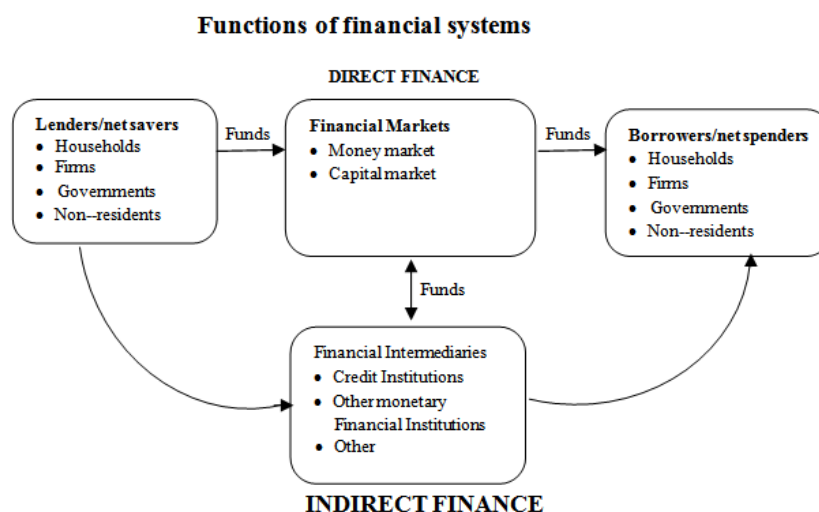 Functions of financial systems
DIRECT FINANCE
Lenders/net savers
• Households
• Firms
• Governments
• Non--residents
Funds
Financial Markets
• Money market
• Capital market
Funds
Borrowers/net spenders
• Households
• Firms
• Governments
• Non--residents
Funds
Financial Intermediaries
• Credit Institutions
• Other monetary
Financial Institutions
• Other
INDIRECT FINANCE